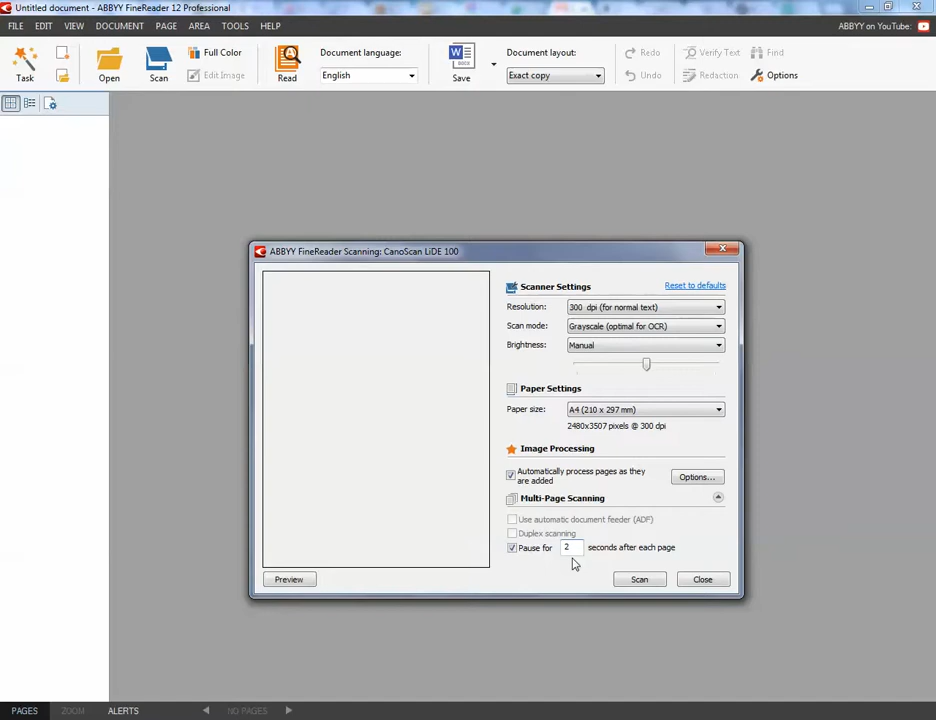 Untitled document - ABBYY FineReader 12 Professional
FILE EDIT VIEW DOCUMENT PAGE AREA TOOLS HELP ABBYY on YouTube:
Task
Open
Scan
Full Color
Edit Image
Read
Document language:
English
W
DOCX
Save
Document layout:
Exact copy
Redo
Undo
Verify Text
Redaction
Find
Options
ABBYY FineReader Scanning: CanoScan LiDE 100
Scanner Settings Reset to defaults
Resolution: 300 dpi (for normal text)
Scan mode: Grayscale (optimal for OCR)
Brightness: Manual
Paper Settings
Paper size: A4 (210 x 297 mm)
2480x3507 pixels @ 300 dpi
Image Processing
Automatically process pages as they
are added
Options...
Multi-Page Scanning
Use automatic document feeder (ADF)
Duplex scanning
Pause for 2 seconds after each page
Preview Scan Close
PAGES ZOOM ALERTS NO PAGES